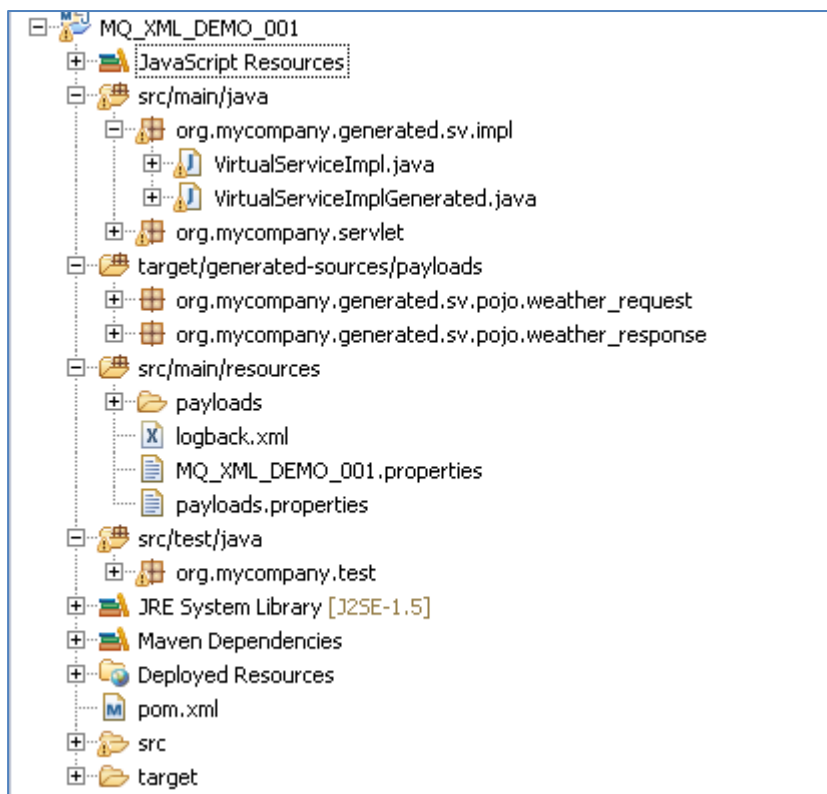 MQ_XML_DEMO_001
JavaScript Resources
src/main/java
org.mycompany.generated.sv.impl
VirtualServiceImpl.java
VirtualServiceImplGenerated.java
org.mycompany.servlet
target/generated-sources/payloads
org.mycompany.generated.sv.pojo.weather_request
org.mycompany.generated.sv.pojo.weather_response
src/main/resources
payloads
logback.xml
MQ_XML_DEMO_001.properties
payloads.properties
src/test/java
org.mycompany.test
JRE System Library [J2SE-1.5]
Maven Dependencies
Deployed Resources
pom.xml
src
target